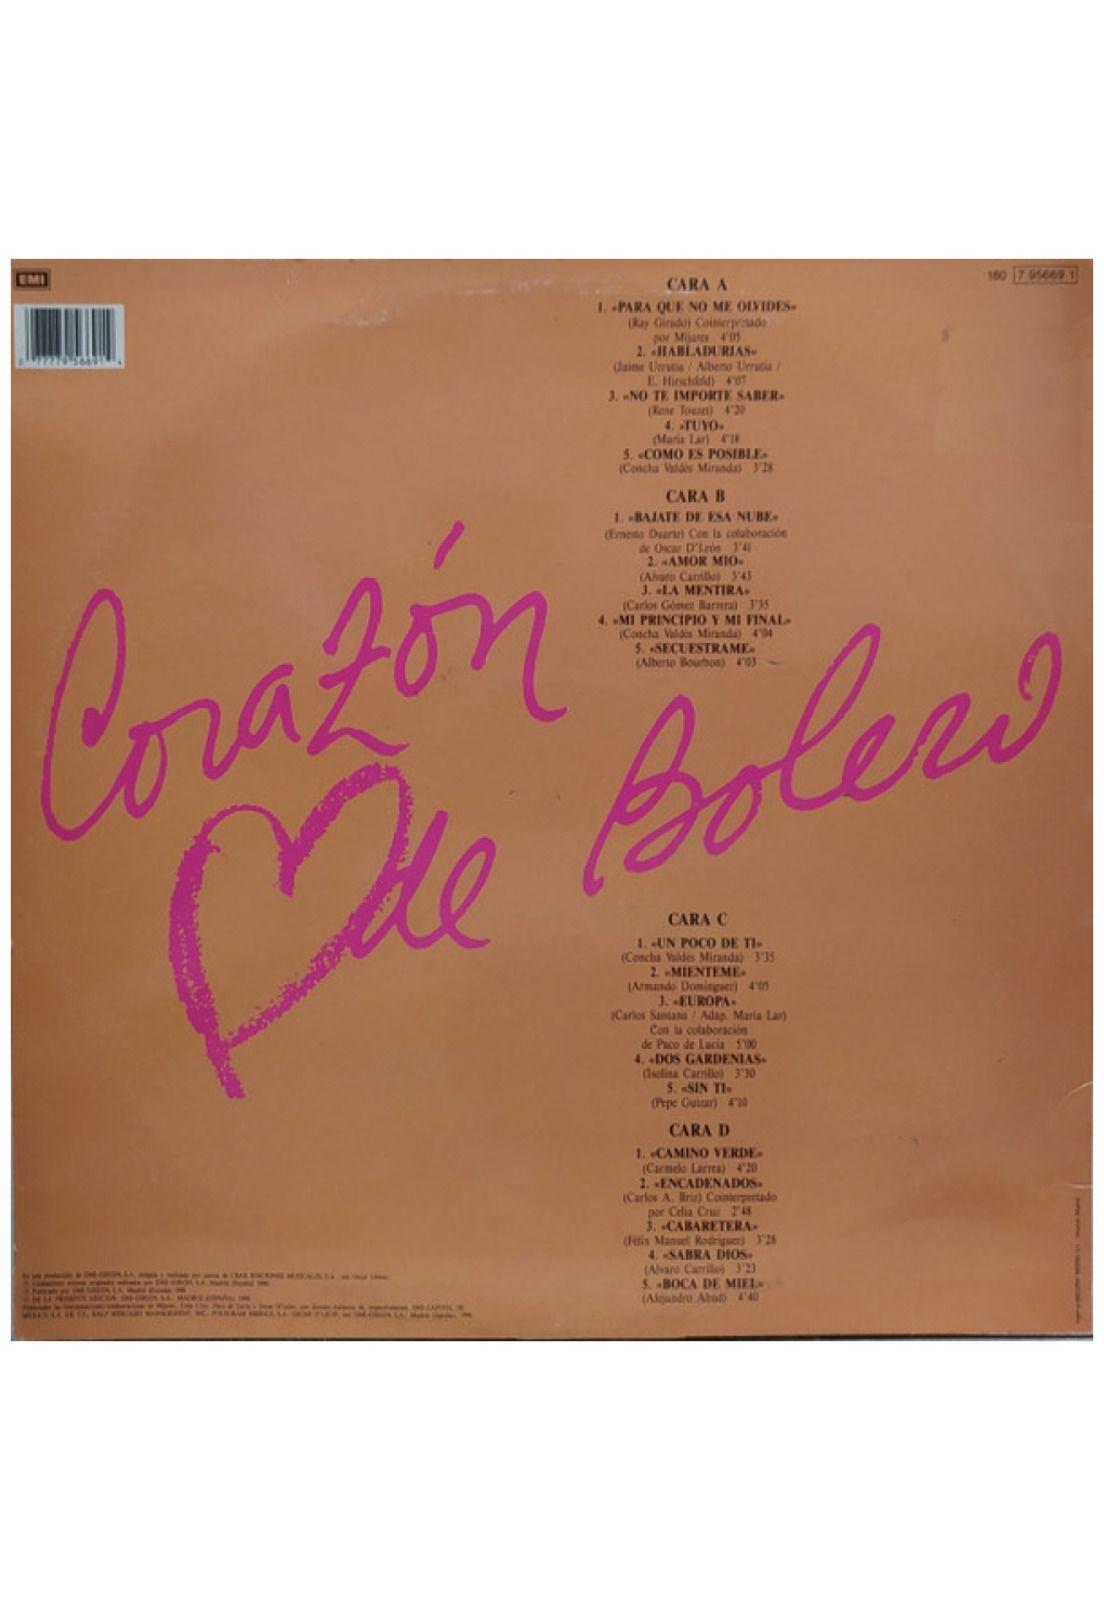 EMI
180 7 95669 1
CARA A
1. «PARA QUE NO ME OLVIDES»
(Ray Girado) Cointerpretado
por Mijares 4'05
2. «HABLADURIAS»
(Jaime Urrutia / Alberto Urrutia /
E. Hirschfeld) 4'07
3. «NO TE IMPORTE SABER»
(Rene Touzet) 4'20
4. «TUYO»
(María Lar) 4'18
5. «COMO ES POSIBLE»
(Concha Valdés Miranda) 3'28
CARA B
1. «BAJATE DE ESA NUBE»
(Ernesto Duarte) Con la colaboración
de Oscar D'León 3'41
2. «AMOR MIO»
(Alvaro Carrillo) 3'43
3. «LA MENTIRA»
(Carlos Gómez Barrera) 3'35
4. «MI PRINCIPIO Y MI FINAL»
(Concha Valdés Miranda) 4'04
5. «SECUESTRAME»
(Alberto Bourbon) 4'03
Corazón
de Bolero
CARA C
1. «UN POCO DE TI»
(Concha Valdés Miranda) 3'35
2. «MIENTEME»
(Armando Domínguez) 4'05
3. «EUROPA»
(Carlos Santana / Adap. María Lar)
Con la colaboración
de Paco de Lucía 5'00
4. «DOS GARDENIAS»
(Isolina Carrillo) 3'30
5. «SIN TI»
(Pepe Guizar) 4'10
CARA D
1. «CAMINO VERDE»
(Carmelo Larrea) 4'20
2. «ENCADENADOS»
(Carlos A. Briz) Cointerpretado
por Celia Cruz 2'48
3. «CABARETERA»
(Félix Manuel Rodríguez) 3'28
4. «SABRA DIOS»
(Alvaro Carrillo) 3'23
5. «BOCA DE MIEL»
(Alejandro Abad) 4'40